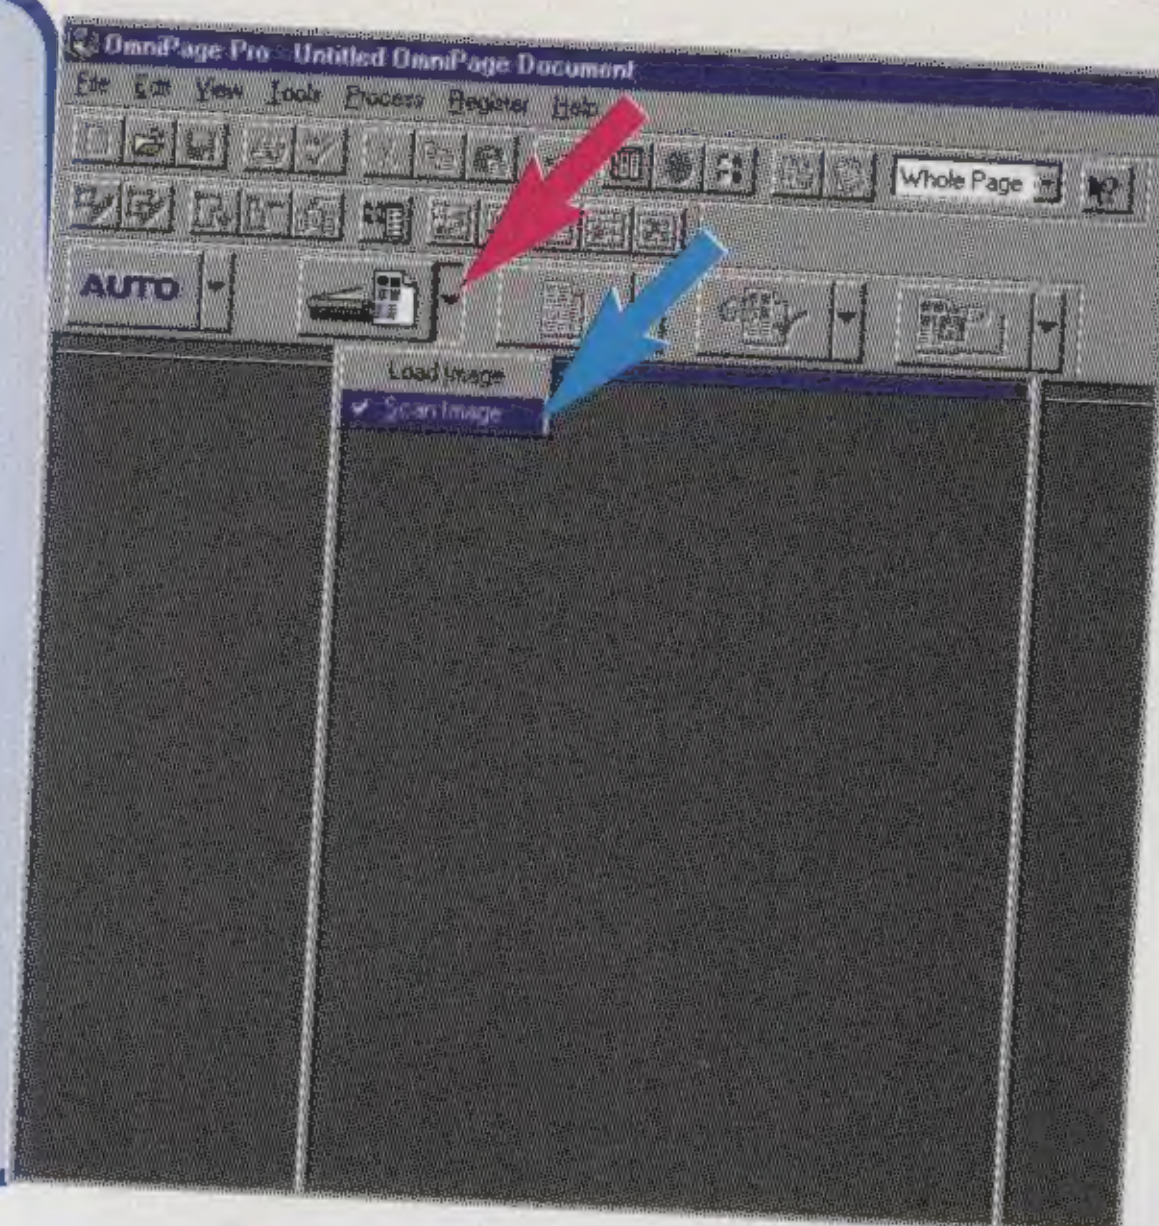 OmniPage Pro - Untitled OmniPage Document
File Edit View Tools Process Register Help
Whole Page
AUTO
Load Image
Scan Image